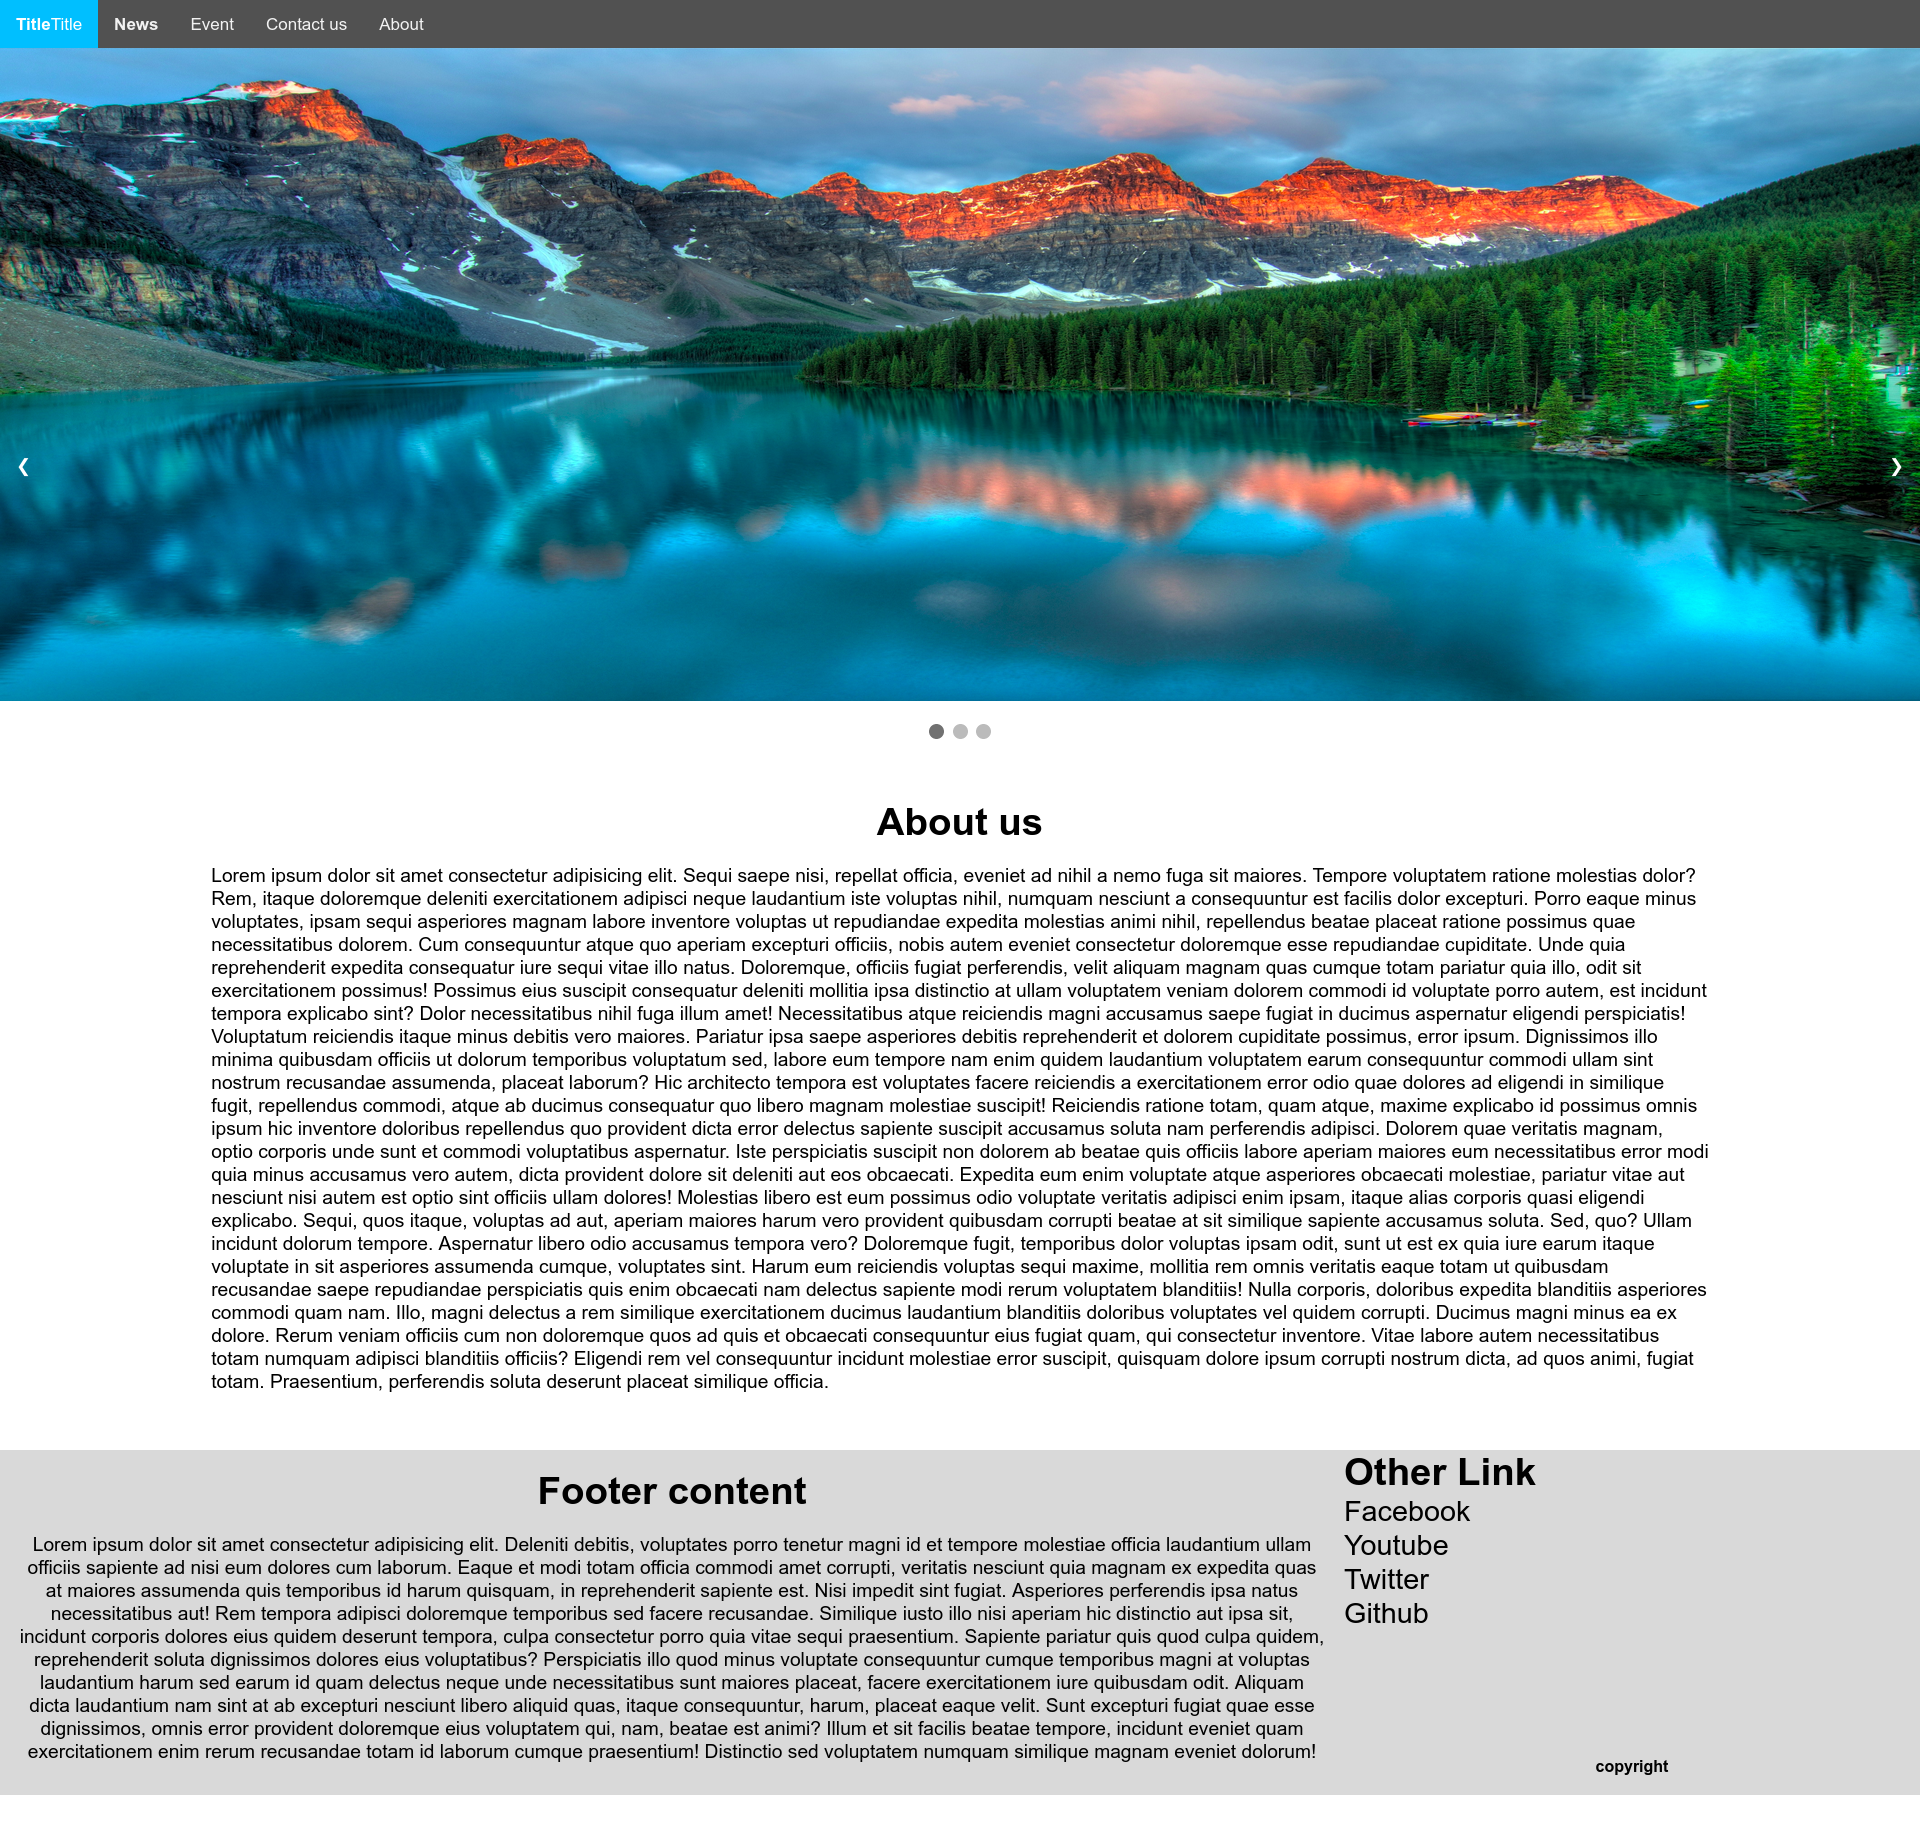 TitleTitle News Event Contact us About
❮ ❯
About us
Lorem ipsum dolor sit amet consectetur adipisicing elit. Sequi saepe nisi, repellat officia, eveniet ad nihil a nemo fuga sit maiores. Tempore voluptatem ratione molestias dolor?
Rem, itaque doloremque deleniti exercitationem adipisci neque laudantium iste voluptas nihil, numquam nesciunt a consequuntur est facilis dolor excepturi. Porro eaque minus
voluptates, ipsam sequi asperiores magnam labore inventore voluptas ut repudiandae expedita molestias animi nihil, repellendus beatae placeat ratione possimus quae
necessitatibus dolorem. Cum consequuntur atque quo aperiam excepturi officiis, nobis autem eveniet consectetur doloremque esse repudiandae cupiditate. Unde quia
reprehenderit expedita consequatur iure sequi vitae illo natus. Doloremque, officiis fugiat perferendis, velit aliquam magnam quas cumque totam pariatur quia illo, odit sit
exercitationem possimus! Possimus eius suscipit consequatur deleniti mollitia ipsa distinctio at ullam voluptatem veniam dolorem commodi id voluptate porro autem, est incidunt
tempora explicabo sint? Dolor necessitatibus nihil fuga illum amet! Necessitatibus atque reiciendis magni accusamus saepe fugiat in ducimus aspernatur eligendi perspiciatis!
Voluptatum reiciendis itaque minus debitis vero maiores. Pariatur ipsa saepe asperiores debitis reprehenderit et dolorem cupiditate possimus, error ipsum. Dignissimos illo
minima quibusdam officiis ut dolorum temporibus voluptatum sed, labore eum tempore nam enim quidem laudantium voluptatem earum consequuntur commodi ullam sint
nostrum recusandae assumenda, placeat laborum? Hic architecto tempora est voluptates facere reiciendis a exercitationem error odio quae dolores ad eligendi in similique
fugit, repellendus commodi, atque ab ducimus consequatur quo libero magnam molestiae suscipit! Reiciendis ratione totam, quam atque, maxime explicabo id possimus omnis
ipsum hic inventore doloribus repellendus quo provident dicta error delectus sapiente suscipit accusamus soluta nam perferendis adipisci. Dolorem quae veritatis magnam,
optio corporis unde sunt et commodi voluptatibus aspernatur. Iste perspiciatis suscipit non dolorem ab beatae quis officiis labore aperiam maiores eum necessitatibus error modi
quia minus accusamus vero autem, dicta provident dolore sit deleniti aut eos obcaecati. Expedita eum enim voluptate atque asperiores obcaecati molestiae, pariatur vitae aut
nesciunt nisi autem est optio sint officiis ullam dolores! Molestias libero est eum possimus odio voluptate veritatis adipisci enim ipsam, itaque alias corporis quasi eligendi
explicabo. Sequi, quos itaque, voluptas ad aut, aperiam maiores harum vero provident quibusdam corrupti beatae at sit similique sapiente accusamus soluta. Sed, quo? Ullam
incidunt dolorum tempore. Aspernatur libero odio accusamus tempora vero? Doloremque fugit, temporibus dolor voluptas ipsam odit, sunt ut est ex quia iure earum itaque
voluptate in sit asperiores assumenda cumque, voluptates sint. Harum eum reiciendis voluptas sequi maxime, mollitia rem omnis veritatis eaque totam ut quibusdam
recusandae saepe repudiandae perspiciatis quis enim obcaecati nam delectus sapiente modi rerum voluptatem blanditiis! Nulla corporis, doloribus expedita blanditiis asperiores
commodi quam nam. Illo, magni delectus a rem similique exercitationem ducimus laudantium blanditiis doloribus voluptates vel quidem corrupti. Ducimus magni minus ea ex
dolore. Rerum veniam officiis cum non doloremque quos ad quis et obcaecati consequuntur eius fugiat quam, qui consectetur inventore. Vitae labore autem necessitatibus
totam numquam adipisci blanditiis officiis? Eligendi rem vel consequuntur incidunt molestiae error suscipit, quisquam dolore ipsum corrupti nostrum dicta, ad quos animi, fugiat
totam. Praesentium, perferendis soluta deserunt placeat similique officia.
Footer content
Lorem ipsum dolor sit amet consectetur adipisicing elit. Deleniti debitis, voluptates porro tenetur magni id et tempore molestiae officia laudantium ullam
officiis sapiente ad nisi eum dolores cum laborum. Eaque et modi totam officia commodi amet corrupti, veritatis nesciunt quia magnam ex expedita quas
at maiores assumenda quis temporibus id harum quisquam, in reprehenderit sapiente est. Nisi impedit sint fugiat. Asperiores perferendis ipsa natus
necessitatibus aut! Rem tempora adipisci doloremque temporibus sed facere recusandae. Similique iusto illo nisi aperiam hic distinctio aut ipsa sit,
incidunt corporis dolores eius quidem deserunt tempora, culpa consectetur porro quia vitae sequi praesentium. Sapiente pariatur quis quod culpa quidem,
reprehenderit soluta dignissimos dolores eius voluptatibus? Perspiciatis illo quod minus voluptate consequuntur cumque temporibus magni at voluptas
laudantium harum sed earum id quam delectus neque unde necessitatibus sunt maiores placeat, facere exercitationem iure quibusdam odit. Aliquam
dicta laudantium nam sint at ab excepturi nesciunt libero aliquid quas, itaque consequuntur, harum, placeat eaque velit. Sunt excepturi fugiat quae esse
dignissimos, omnis error provident doloremque eius voluptatem qui, nam, beatae est animi? Illum et sit facilis beatae tempore, incidunt eveniet quam
exercitationem enim rerum recusandae totam id laborum cumque praesentium! Distinctio sed voluptatem numquam similique magnam eveniet dolorum!
Other Link
Facebook
Youtube
Twitter
Github
copyright